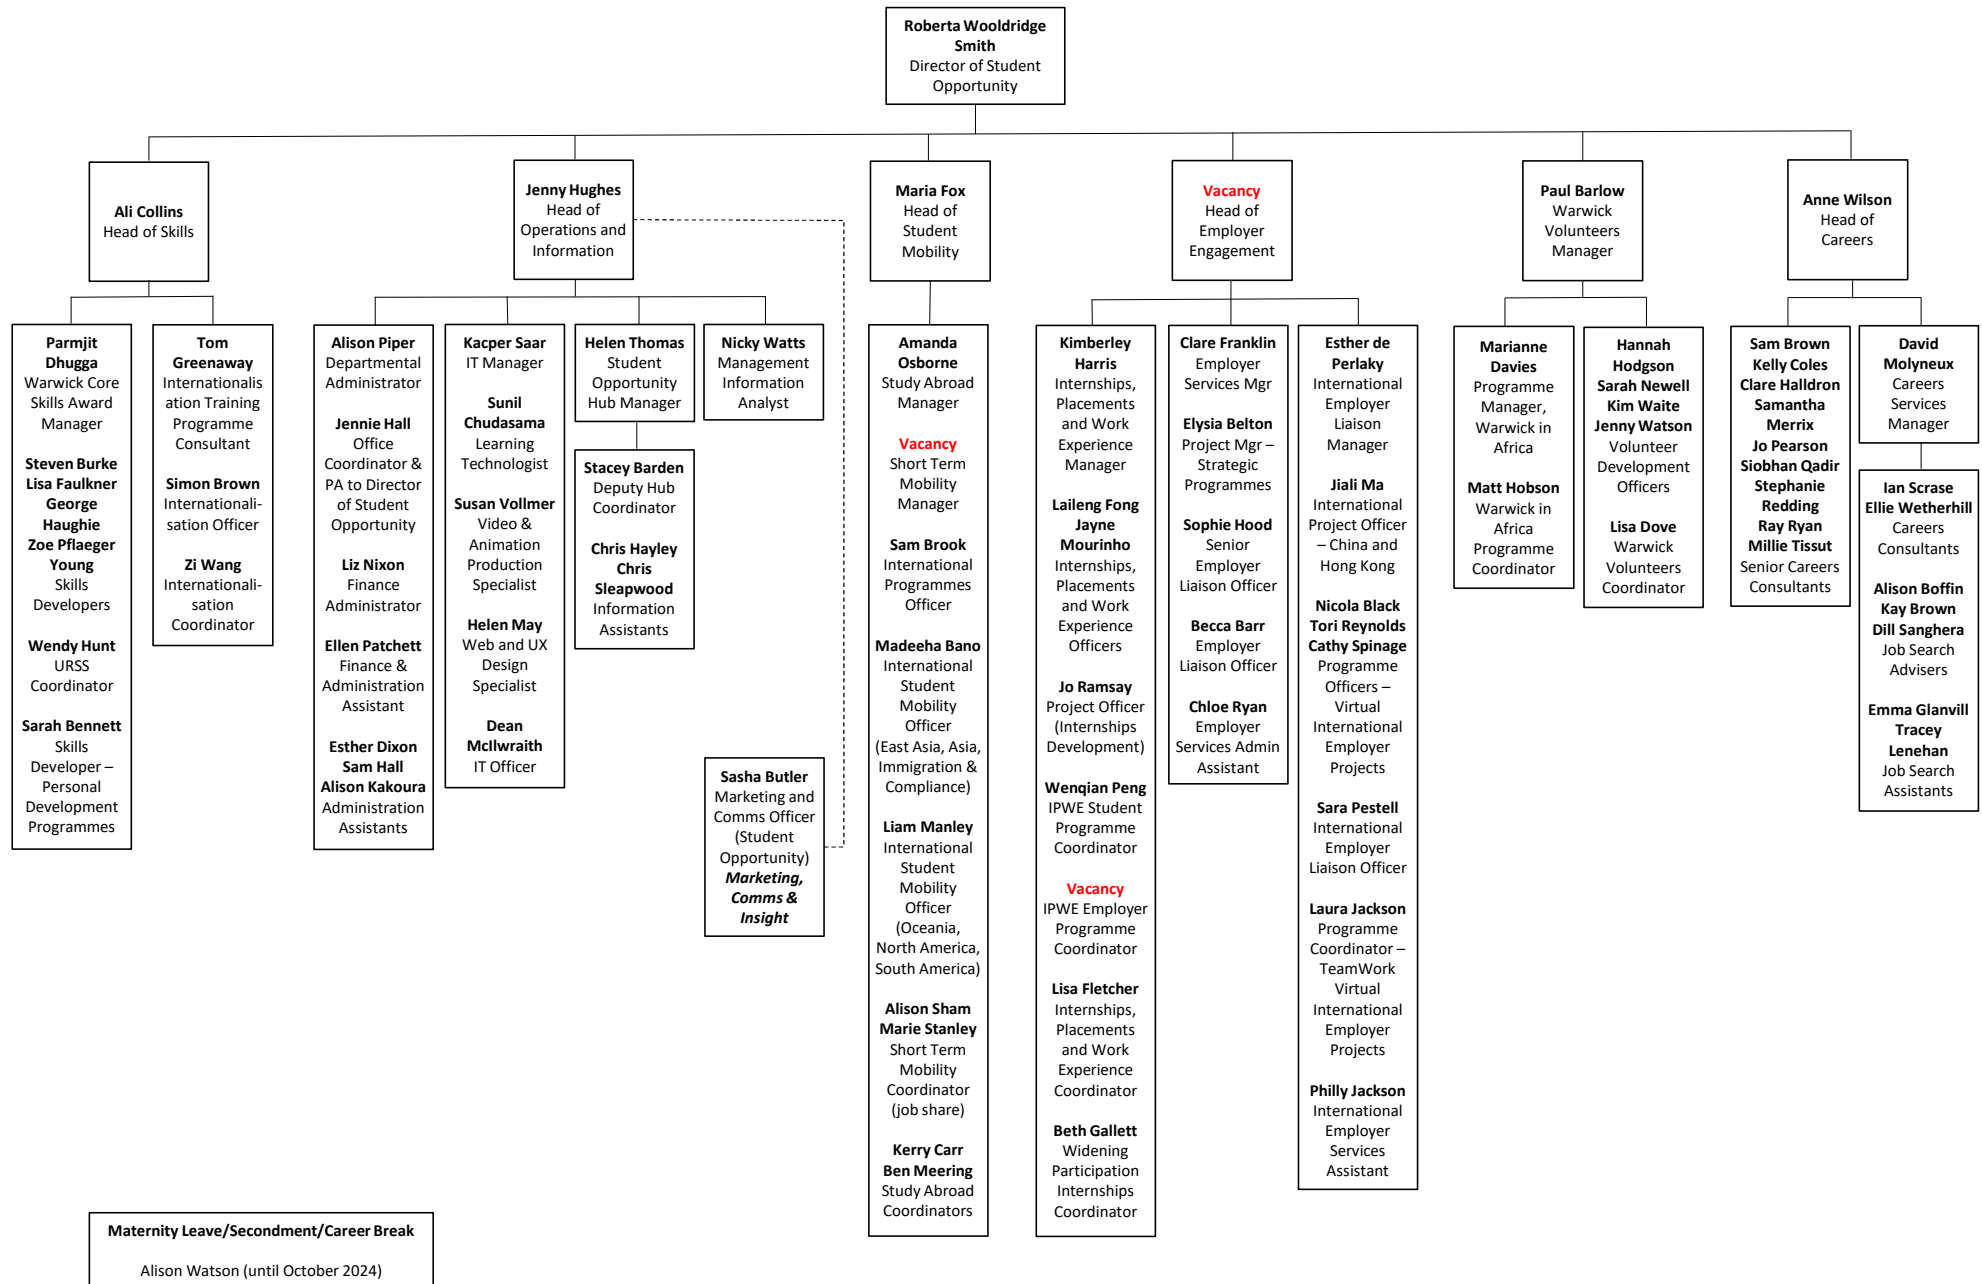 Roberta Wooldridge
Smith
Director of Student
Opportunity
Ali Collins
Head of Skills
Jenny Hughes
Head of
Operations and
Information
Maria Fox
Head of
Student
Mobility
Vacancy
Head of
Employer
Engagement
Paul Barlow
Warwick
Volunteers
Manager
Anne Wilson
Head of
Careers
Parmjit
Dhugga
Warwick Core
Skills Award
Manager
Steven Burke
Lisa Faulkner
George
Haughie
Zoe Pflaeger
Young
Skills
Developers
Wendy Hunt
URSS
Coordinator
Sarah Bennett
Skills
Developer –
Personal
Development
Programmes
Tom
Greenaway
Internationalis
ation Training
Programme
Consultant
Simon Brown
Internationali-
sation Officer
Zi Wang
Internationali-
sation
Coordinator
Alison Piper
Departmental
Administrator
Jennie Hall
Office
Coordinator &
PA to Director
of Student
Opportunity
Liz Nixon
Finance
Administrator
Ellen Patchett
Finance &
Administration
Assistant
Esther Dixon
Sam Hall
Alison Kakoura
Administration
Assistants
Kacper Saar
IT Manager
Sunil
Chudasama
Learning
Technologist
Susan Vollmer
Video &
Animation
Production
Specialist
Helen May
Web and UX
Design
Specialist
Dean
McIlwraith
IT Officer
Helen Thomas
Student
Opportunity
Hub Manager
Stacey Barden
Deputy Hub
Coordinator
Chris Hayley
Chris
Sleapwood
Information
Assistants
Nicky Watts
Management
Information
Analyst
Sasha Butler
Marketing and
Comms Officer
(Student
Opportunity)
Marketing,
Comms &
Insight
Amanda
Osborne
Study Abroad
Manager
Vacancy
Short Term
Mobility
Manager
Sam Brook
International
Programmes
Officer
Madeeha Bano
International
Student
Mobility
Officer
(East Asia, Asia,
Immigration &
Compliance)
Liam Manley
International
Student
Mobility
Officer
(Oceania,
North America,
South America)
Alison Sham
Marie Stanley
Short Term
Mobility
Coordinator
(job share)
Kerry Carr
Ben Meering
Study Abroad
Coordinators
Kimberley
Harris
Internships,
Placements
and Work
Experience
Manager
Laileng Fong
Jayne
Mourinho
Internships,
Placements
and Work
Experience
Officers
Jo Ramsay
Project Officer
(Internships
Development)
Wenqian Peng
IPWE Student
Programme
Coordinator
Vacancy
IPWE Employer
Programme
Coordinator
Lisa Fletcher
Internships,
Placements
and Work
Experience
Coordinator
Beth Gallett
Widening
Participation
Internships
Coordinator
Clare Franklin
Employer
Services Mgr
Elysia Belton
Project Mgr –
Strategic
Programmes
Sophie Hood
Senior
Employer
Liaison Officer
Becca Barr
Employer
Liaison Officer
Chloe Ryan
Employer
Services Admin
Assistant
Esther de
Perlaky
International
Employer
Liaison
Manager
Jiali Ma
International
Project Officer
– China and
Hong Kong
Nicola Black
Tori Reynolds
Cathy Spinage
Programme
Officers –
Virtual
International
Employer
Projects
Sara Pestell
International
Employer
Liaison Officer
Laura Jackson
Programme
Coordinator –
TeamWork
Virtual
International
Employer
Projects
Philly Jackson
International
Employer
Services
Assistant
Marianne
Davies
Programme
Manager,
Warwick in
Africa
Matt Hobson
Warwick in
Africa
Programme
Coordinator
Hannah
Hodgson
Sarah Newell
Kim Waite
Jenny Watson
Volunteer
Development
Officers
Lisa Dove
Warwick
Volunteers
Coordinator
Sam Brown
Kelly Coles
Clare Halldron
Samantha
Merrix
Jo Pearson
Siobhan Qadir
Stephanie
Redding
Ray Ryan
Millie Tissut
Senior Careers
Consultants
David
Molyneux
Careers
Services
Manager
Ian Scrase
Ellie Wetherhill
Careers
Consultants
Alison Boffin
Kay Brown
Dill Sanghera
Job Search
Advisers
Emma Glanvill
Tracey
Lenehan
Job Search
Assistants
Maternity Leave/Secondment/Career Break
Alison Watson (until October 2024)